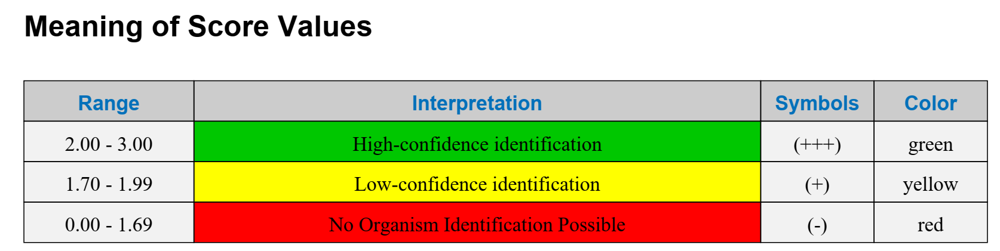 Meaning of Score Values
Range Interpretation Symbols Color
2.00 - 3.00 High-confidence identification (+++) green
1.70 - 1.99 Low-confidence identification (+) yellow
0.00 - 1.69 No Organism Identification Possible (-) red